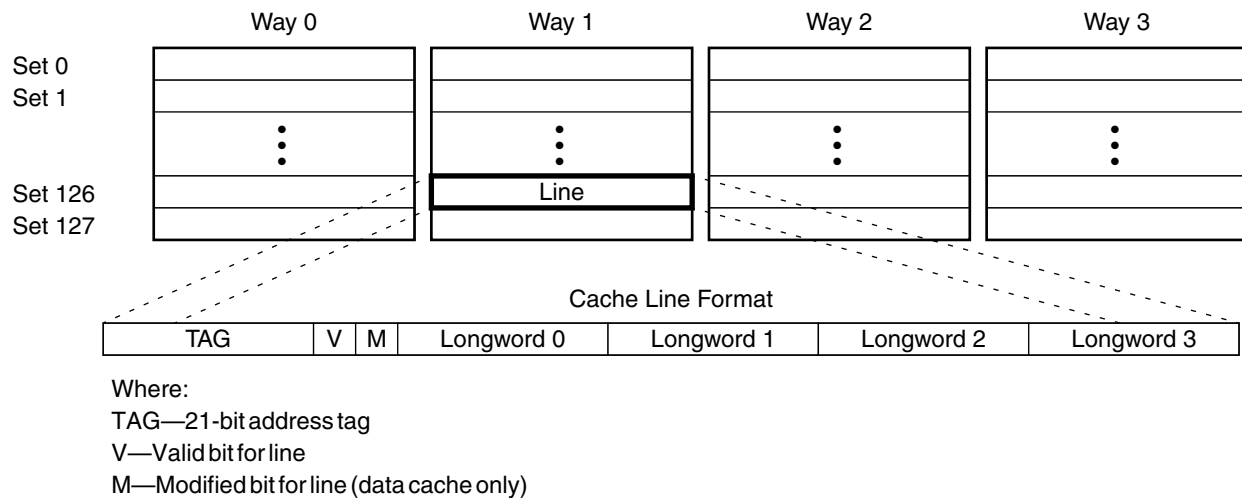 Way 0 Way 1 Way 2 Way 3
Set 0
Set 1
Set 126
Line
Set 127
Cache Line Format
TAG V M Longword 0 Longword 1 Longword 2 Longword 3
Where:
TAG—21-bit address tag
V—Valid bit for line
M—Modified bit for line (data cache only)